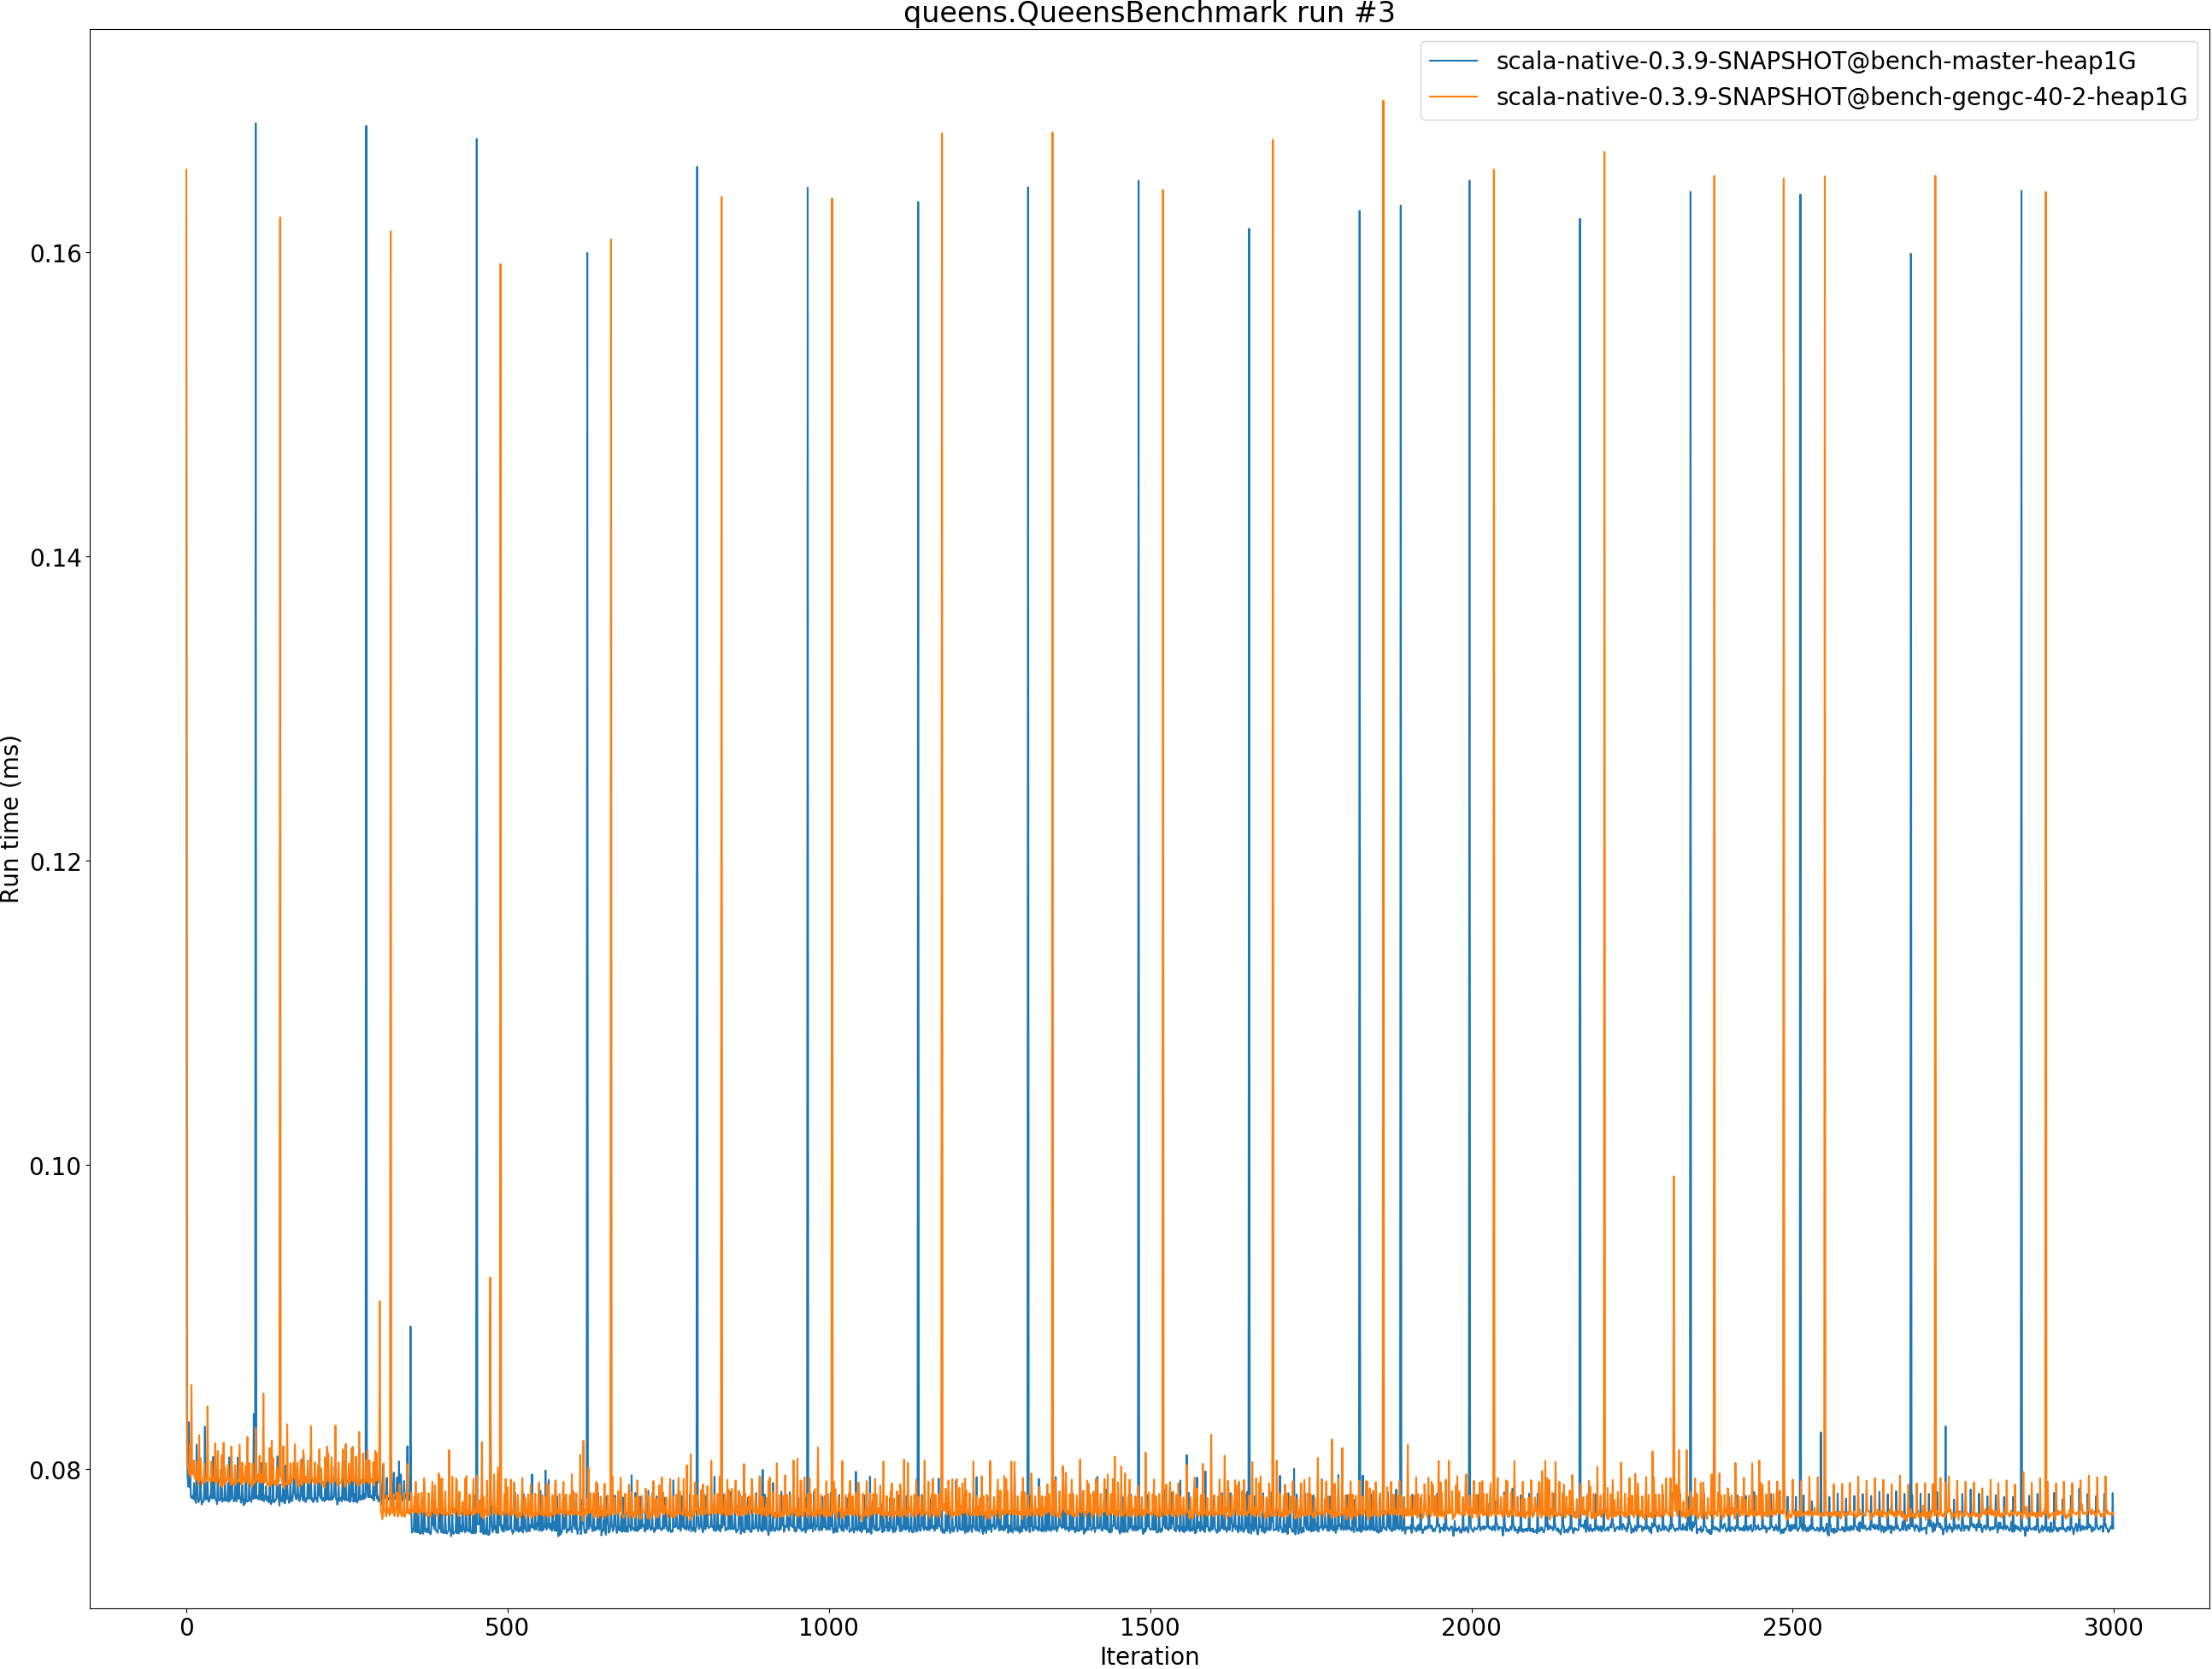 queens.QueensBenchmark run #3
scala-native-0.3.9-SNAPSHOT@bench-master-heap1G
scala-native-0.3.9-SNAPSHOT@bench-gengc-40-2-heap1G
Run time (ms)
0.16
0.14
0.12
0.10
0.08
0 500 1000 1500 2000 2500 3000
Iteration